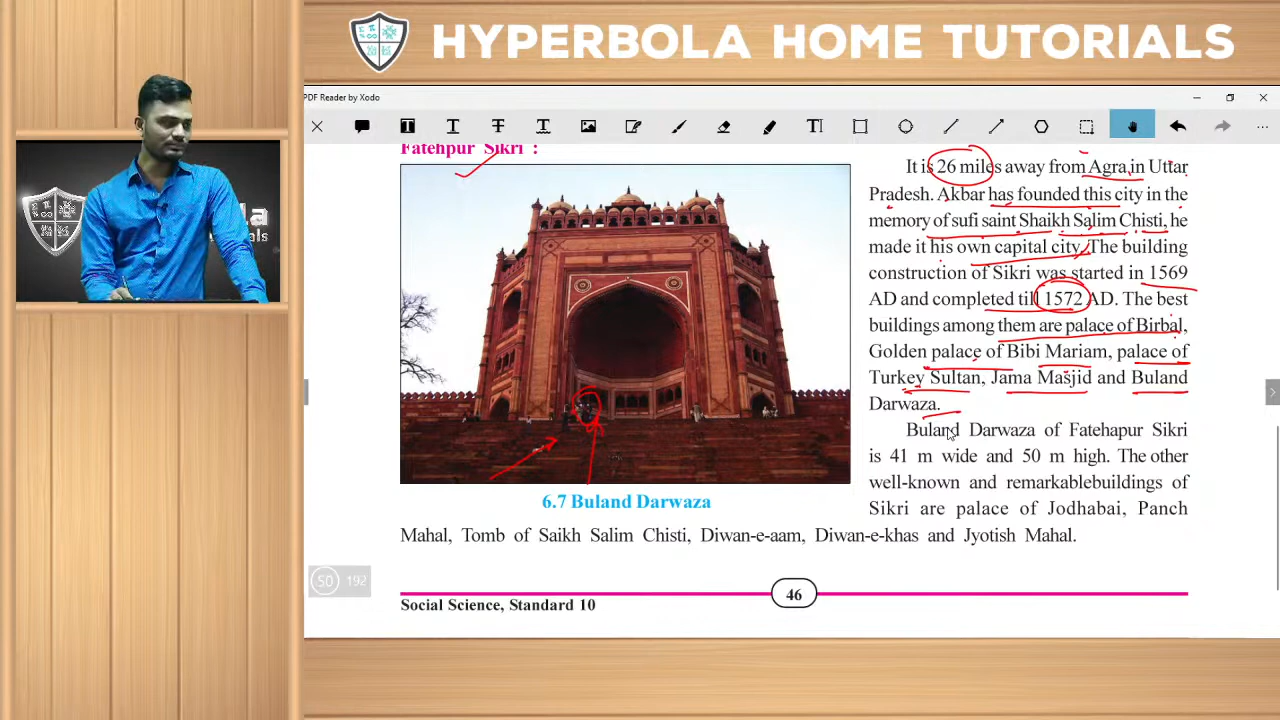 HYPERBOLA HOME TUTORIALS
PDF Reader by Xodo
Fatehpur Sikri :
It is 26 miles away from Agra in Uttar
Pradesh. Akbar has founded this city in the
memory of sufi saint Shaikh Salim Chisti, he
made it his own capital city. The building
construction of Sikri was started in 1569
AD and completed till 1572 AD. The best
buildings among them are palace of Birbal,
Golden palace of Bibi Mariam, palace of
Turkey Sultan, Jama Masjid and Buland
Darwaza.
Buland Darwaza of Fatehapur Sikri
is 41 m wide and 50 m high. The other
well-known and remarkablebuildings of
Sikri are palace of Jodhabai, Panch
Mahal, Tomb of Saikh Salim Chisti, Diwan-e-aam, Diwan-e-khas and Jyotish Mahal.
6.7 Buland Darwaza
50 192
46
Social Science, Standard 10